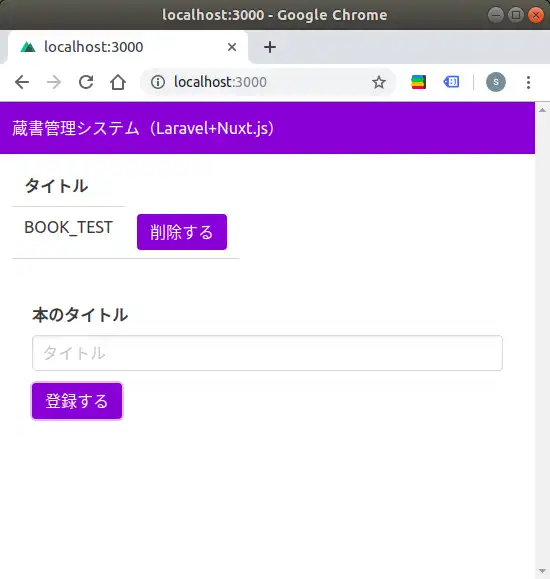 localhost:3000 - Google Chrome
localhost:3000
localhost:3000
S
蔵書管理システム（Laravel+Nuxt.js）
タイトル
BOOK_TEST 削除する
本のタイトル
タイトル
登録する